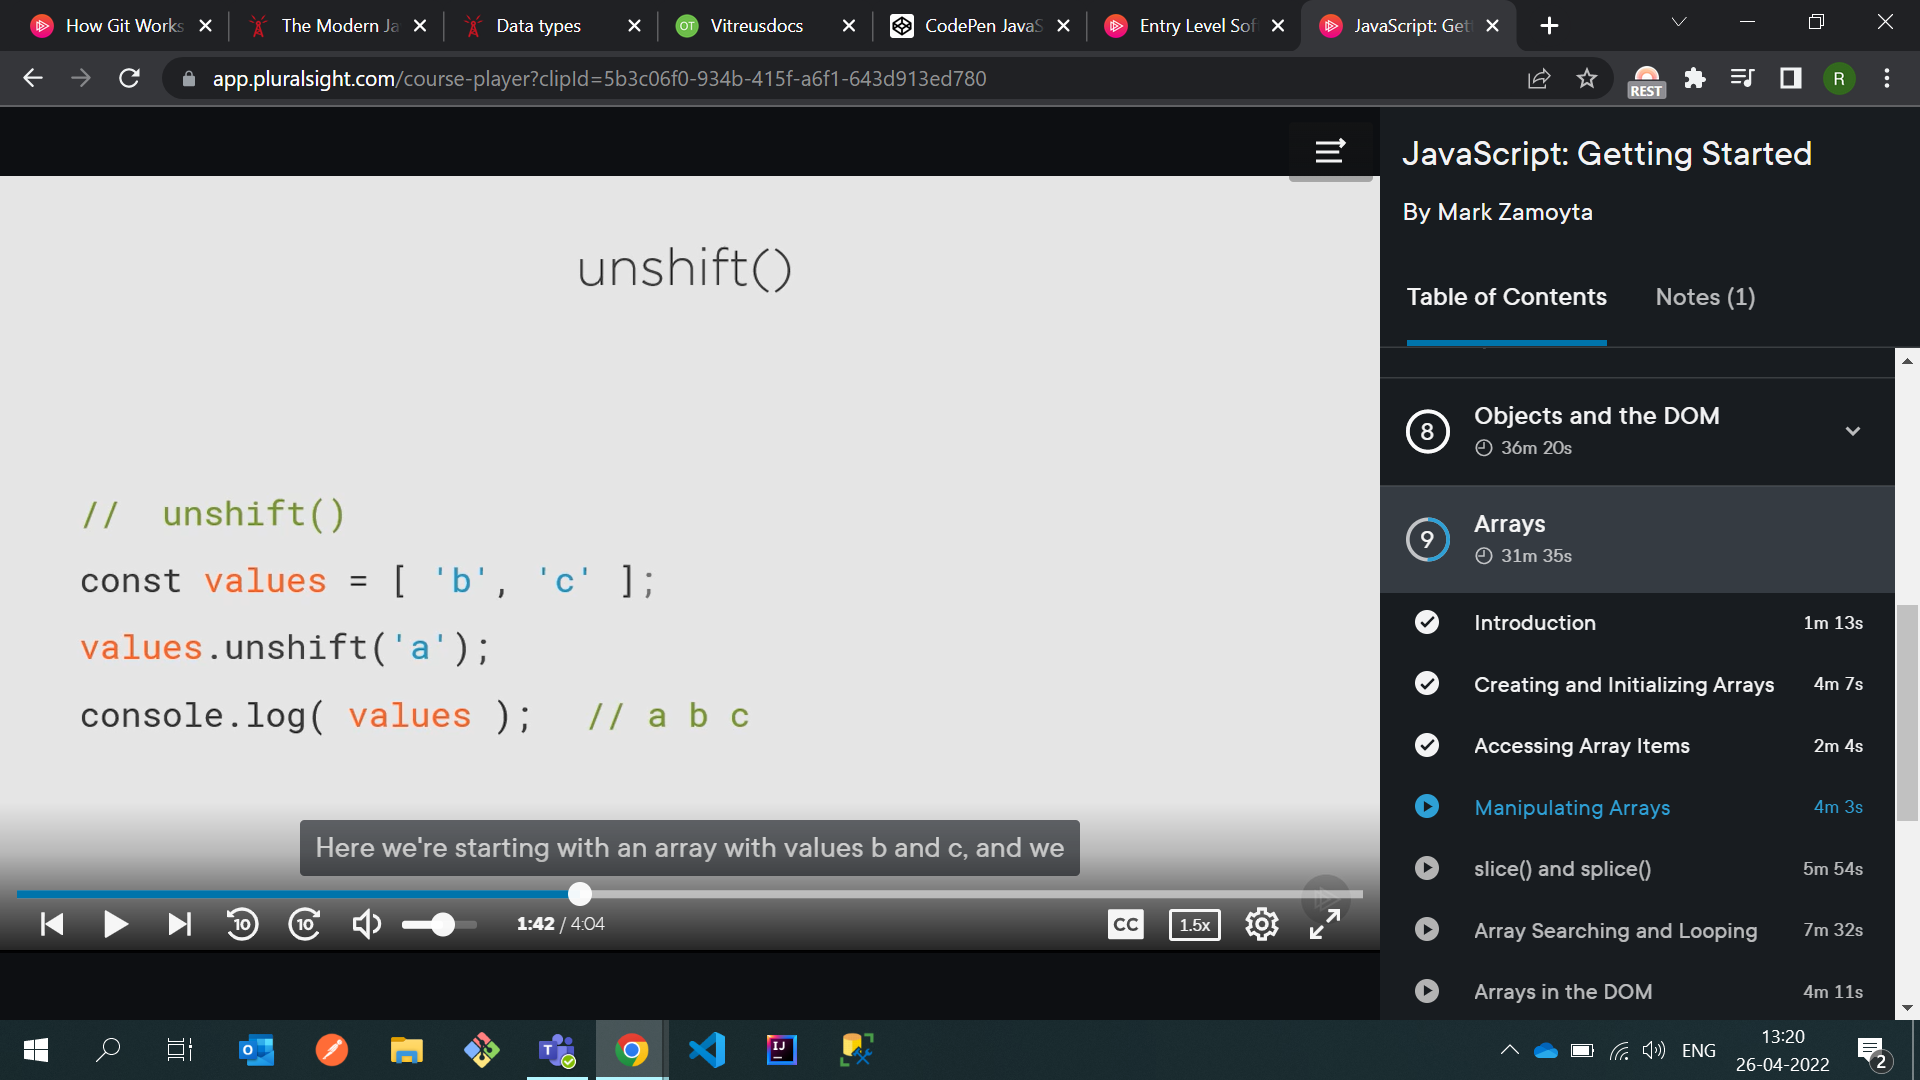 How Git Works
The Modern Ja
Data types
Vitreusdocs
CodePen JavaS
Entry Level Sof
JavaScript: Gett
app.pluralsight.com/course-player?clipId=5b3c06f0-934b-415f-a6f1-643d913ed780
REST
R
unshift()
// unshift()
const values = [ 'b', 'c' ];
values.unshift('a');
console.log( values ); // a b c
Here we're starting with an array with values b and c, and we
10
10
1:42 / 4:04
CC
1.5x
JavaScript: Getting Started
By Mark Zamoyta
Table of Contents
Notes (1)
8
Objects and the DOM
36m 20s
9
Arrays
31m 35s
Introduction 1m 13s
Creating and Initializing Arrays 4m 7s
Accessing Array Items 2m 4s
Manipulating Arrays 4m 3s
slice() and splice() 5m 54s
Array Searching and Looping 7m 32s
Arrays in the DOM 4m 11s
ENG
13:20
26-04-2022
2